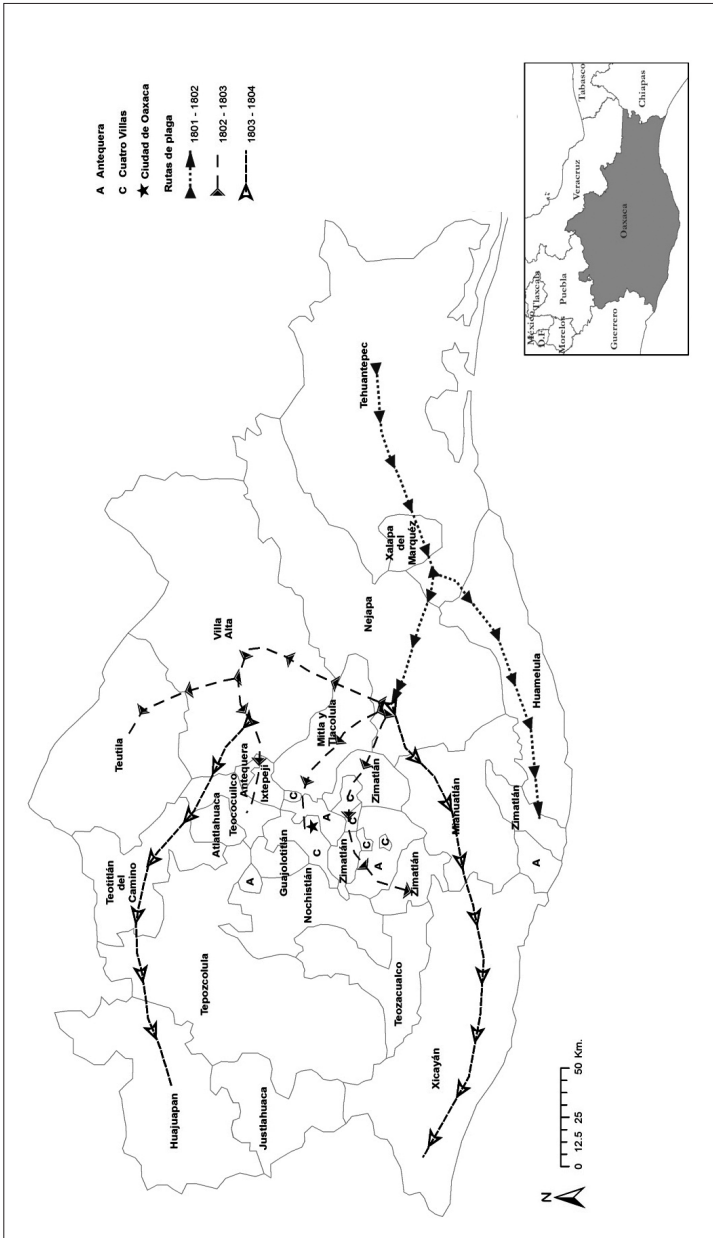 A Antequera
C Cuatro Villas
Ciudad de Oaxaca
Rutas de plaga
1801 - 1802
1802 - 1803
1803 - 1804
Teutila
Teotitlán
del
Camino
Huajuapan
Villa
Alta
Atlatlahuaca
Teococuilco
Antequera
Ixtepeji
Tepozcolula
Justlahuaca
A
Guajolotitlán
Nochistlán
C
C
A
Mitla y
Tlacolula
Nejapa
Tehuantepec
Xalapa
del
Marquéz
Zimatlán
C
C
C
C
A
Zimatlán
Zimatlán
Teozacualco
Miahuatlán
Xicayán
Huamelula
Zimatlán
A
N
0 12.5 25 50 Km.
México
D.F
Tlaxcala
Morelos
Puebla
Veracruz
Tabasco
Guerrero
Oaxaca
Chiapas